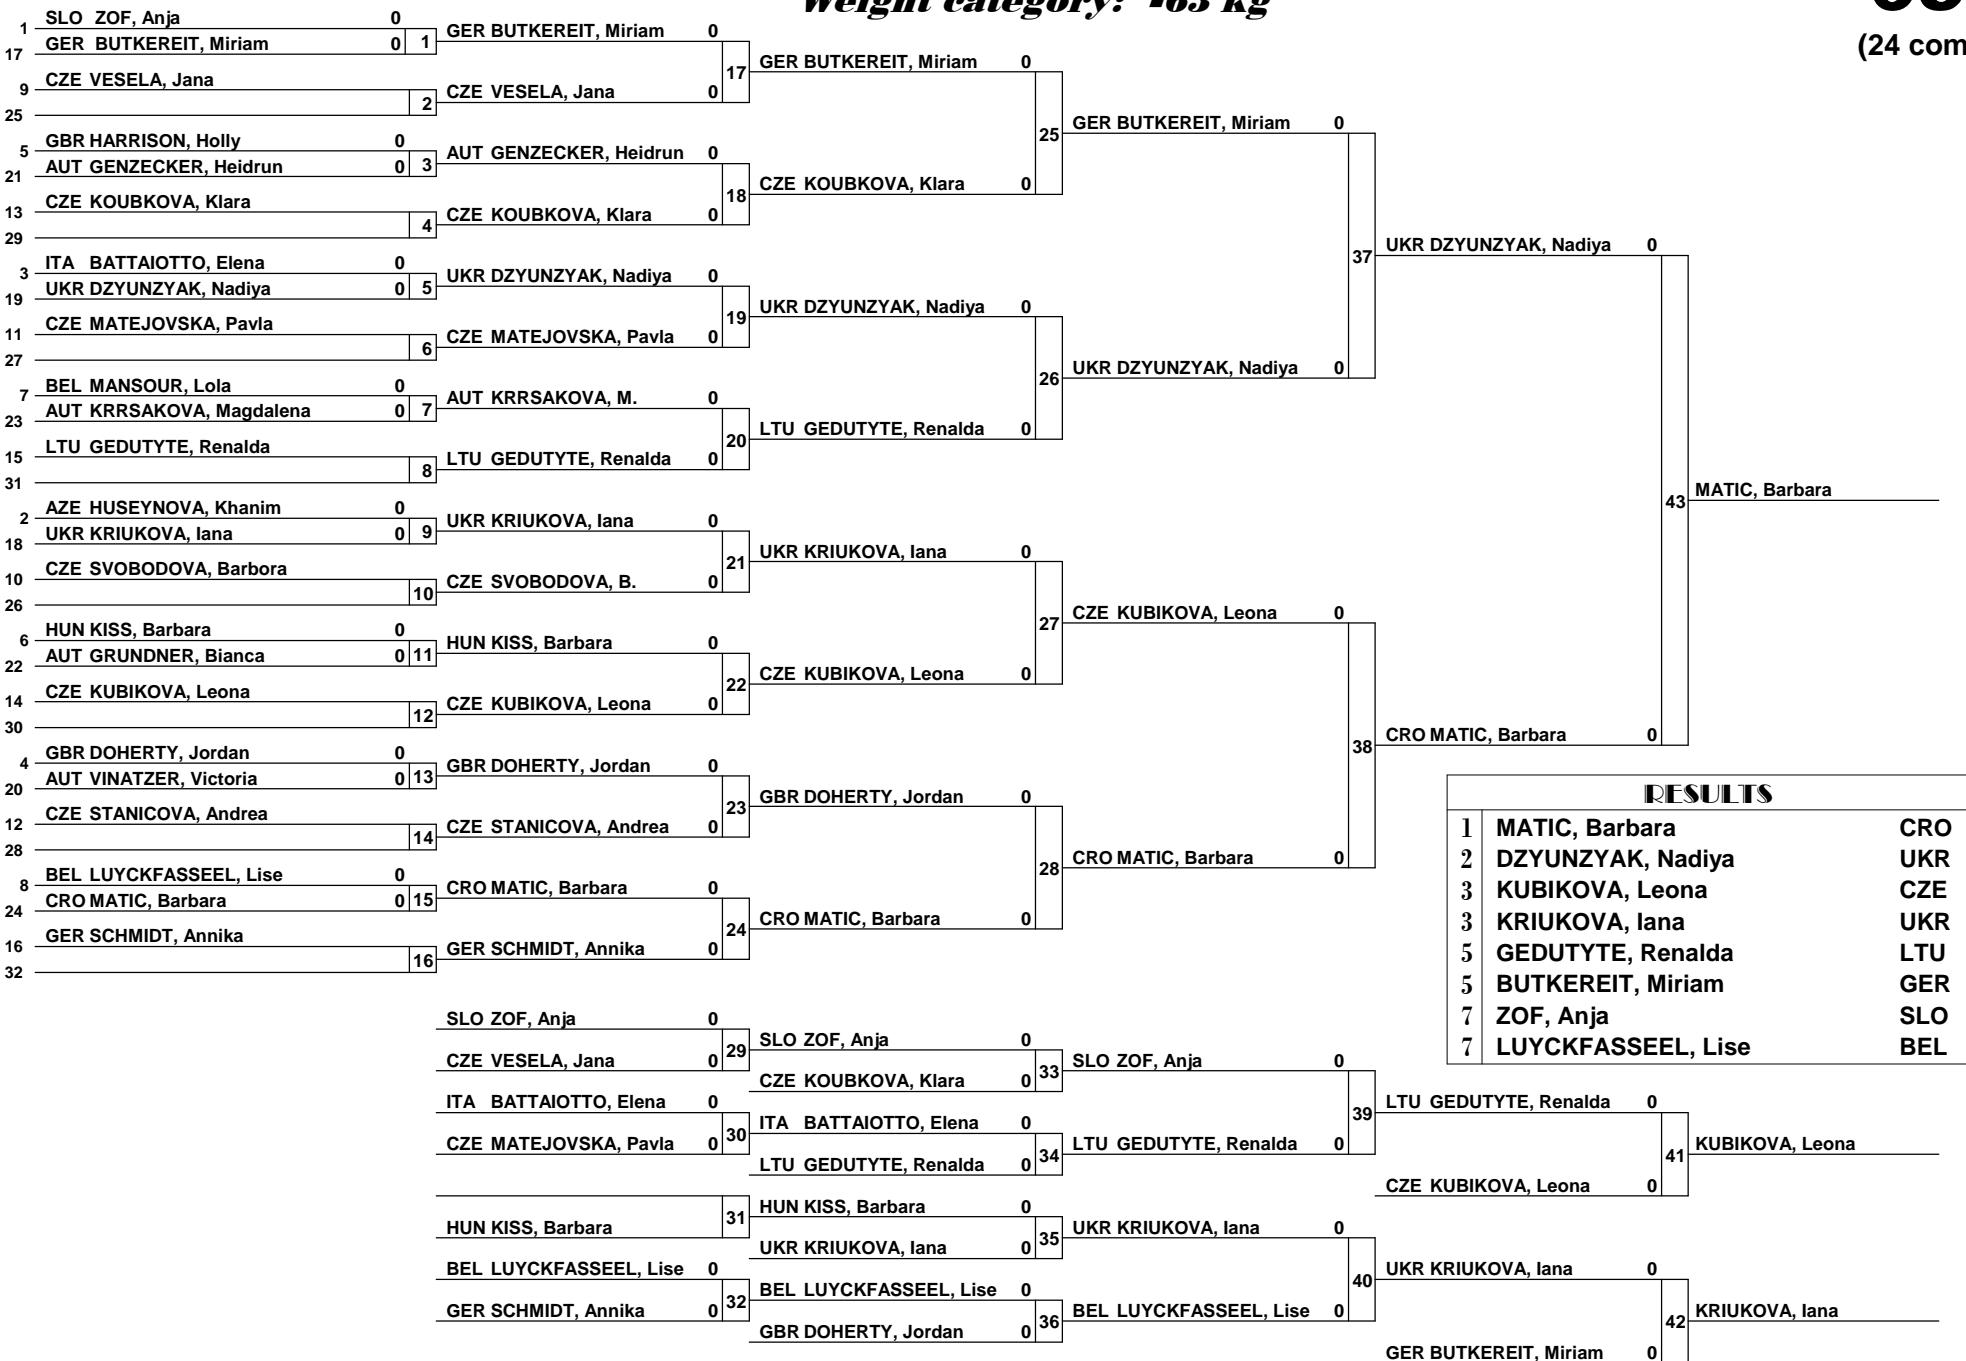 Weight category: -63 kg
(24 com
1 SLO ZOF, Anja 0
17 GER BUTKEREIT, Miriam 0 1
9 CZE VESELA, Jana
25 2
5 GBR HARRISON, Holly 0
21 AUT GENZECKER, Heidrun 0 3
13 CZE KOUBKOVA, Klara
29 4
3 ITA BATTAIOTTO, Elena 0
19 UKR DZYUNZYAK, Nadiya 0 5
11 CZE MATEJOVSKA, Pavla
27 6
7 BEL MANSOUR, Lola 0
23 AUT KRRSAKOVA, Magdalena 0 7
15 LTU GEDUTYTE, Renalda
31 8
2 AZE HUSEYNOVA, Khanim 0
18 UKR KRIUKOVA, Iana 0 9
10 CZE SVOBODOVA, Barbora
26 10
6 HUN KISS, Barbara 0
22 AUT GRUNDNER, Bianca 0 11
14 CZE KUBIKOVA, Leona
30 12
4 GBR DOHERTY, Jordan 0
20 AUT VINATZER, Victoria 0 13
12 CZE STANICOVA, Andrea
28 14
8 BEL LUYCKFASSEEL, Lise 0
24 CRO MATIC, Barbara 0 15
16 GER SCHMIDT, Annika
32 16
GER BUTKEREIT, Miriam 0
17
CZE VESELA, Jana 0
AUT GENZECKER, Heidrun 0
18
CZE KOUBKOVA, Klara 0
UKR DZYUNZYAK, Nadiya 0
19
CZE MATEJOVSKA, Pavla 0
AUT KRRSAKOVA, M. 0
20
LTU GEDUTYTE, Renalda 0
UKR KRIUKOVA, Iana 0
21
CZE SVOBODOVA, B. 0
HUN KISS, Barbara 0
22
CZE KUBIKOVA, Leona 0
GBR DOHERTY, Jordan 0
23
CZE STANICOVA, Andrea 0
CRO MATIC, Barbara 0
24
GER SCHMIDT, Annika 0
GER BUTKEREIT, Miriam 0
25
CZE KOUBKOVA, Klara 0
UKR DZYUNZYAK, Nadiya 0
26
LTU GEDUTYTE, Renalda 0
UKR KRIUKOVA, Iana 0
27
CZE KUBIKOVA, Leona 0
GBR DOHERTY, Jordan 0
28
CRO MATIC, Barbara 0
GER BUTKEREIT, Miriam 0
37
UKR DZYUNZYAK, Nadiya 0
CZE KUBIKOVA, Leona 0
38
CRO MATIC, Barbara 0
UKR DZYUNZYAK, Nadiya 0
43
CRO MATIC, Barbara 0
MATIC, Barbara
RESULTS
1 MATIC, Barbara CRO
2 DZYUNZYAK, Nadiya UKR
3 KUBIKOVA, Leona CZE
3 KRIUKOVA, Iana UKR
5 GEDUTYTE, Renalda LTU
5 BUTKEREIT, Miriam GER
7 ZOF, Anja SLO
7 LUYCKFASSEEL, Lise BEL
SLO ZOF, Anja 0
29
CZE VESELA, Jana 0
ITA BATTAIOTTO, Elena 0
30
CZE MATEJOVSKA, Pavla 0
31
HUN KISS, Barbara
BEL LUYCKFASSEEL, Lise 0
32
GER SCHMIDT, Annika 0
SLO ZOF, Anja 0
33
CZE KOUBKOVA, Klara 0
ITA BATTAIOTTO, Elena 0
34
LTU GEDUTYTE, Renalda 0
HUN KISS, Barbara 0
35
UKR KRIUKOVA, Iana 0
BEL LUYCKFASSEEL, Lise 0
36
GBR DOHERTY, Jordan 0
SLO ZOF, Anja 0
39
LTU GEDUTYTE, Renalda 0
UKR KRIUKOVA, Iana 0
40
BEL LUYCKFASSEEL, Lise 0
LTU GEDUTYTE, Renalda 0
41
CZE KUBIKOVA, Leona 0
KUBIKOVA, Leona
UKR KRIUKOVA, Iana 0
42
GER BUTKEREIT, Miriam 0
KRIUKOVA, Iana